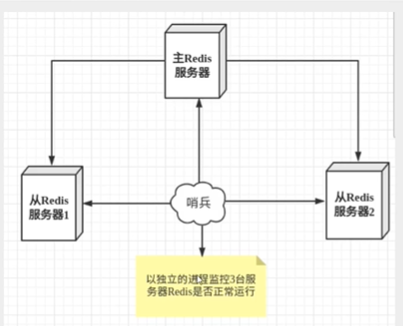 主Redis
服务器
从Redis
服务器1
哨兵
从Redis
服务器2
以独立的进程监控3台服
务器Redis是否正常运行